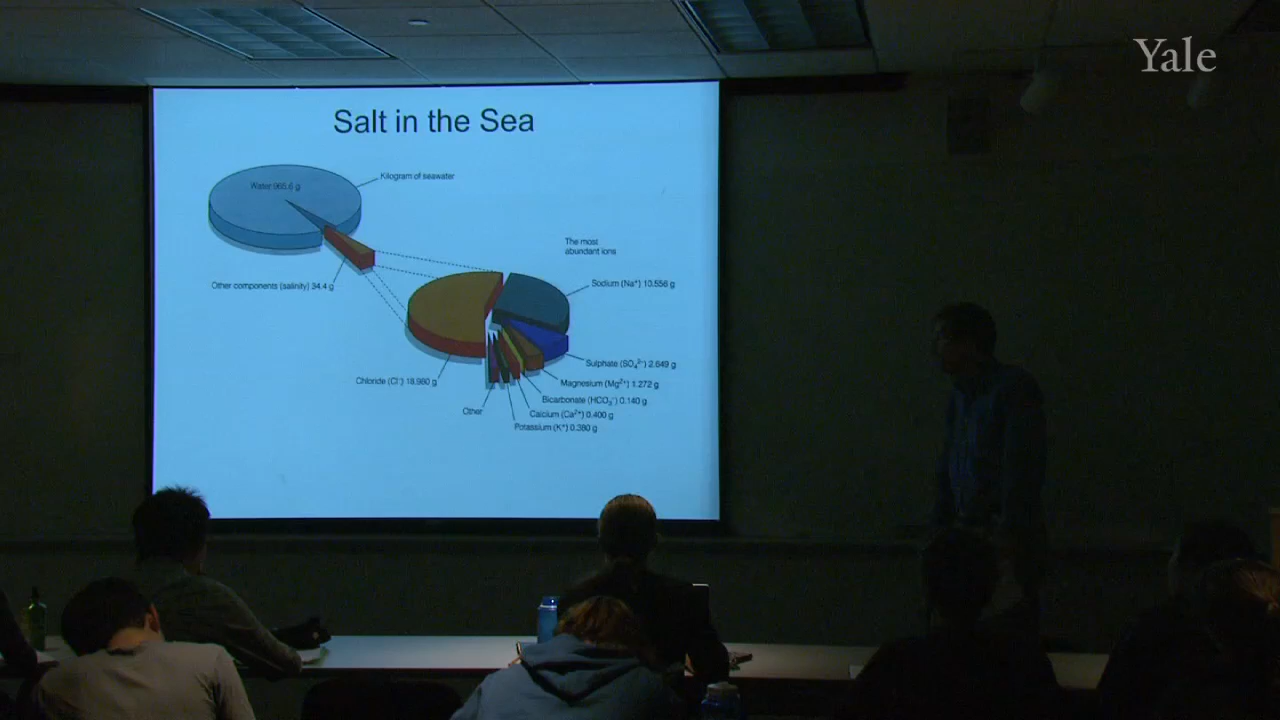 Yale
Salt in the Sea
Water 965.6 g
Kilogram of seawater
The most
abundant ions
Sodium (Na⁺) 10.556 g
Other components (salinity) 34.4 g
Sulphate (SO₄²⁻) 2.649 g
Chloride (Cl⁻) 18.980 g
Magnesium (Mg²⁺) 1.272 g
Bicarbonate (HCO₃⁻) 0.140 g
Other
Calcium (Ca²⁺) 0.400 g
Potassium (K⁺) 0.380 g